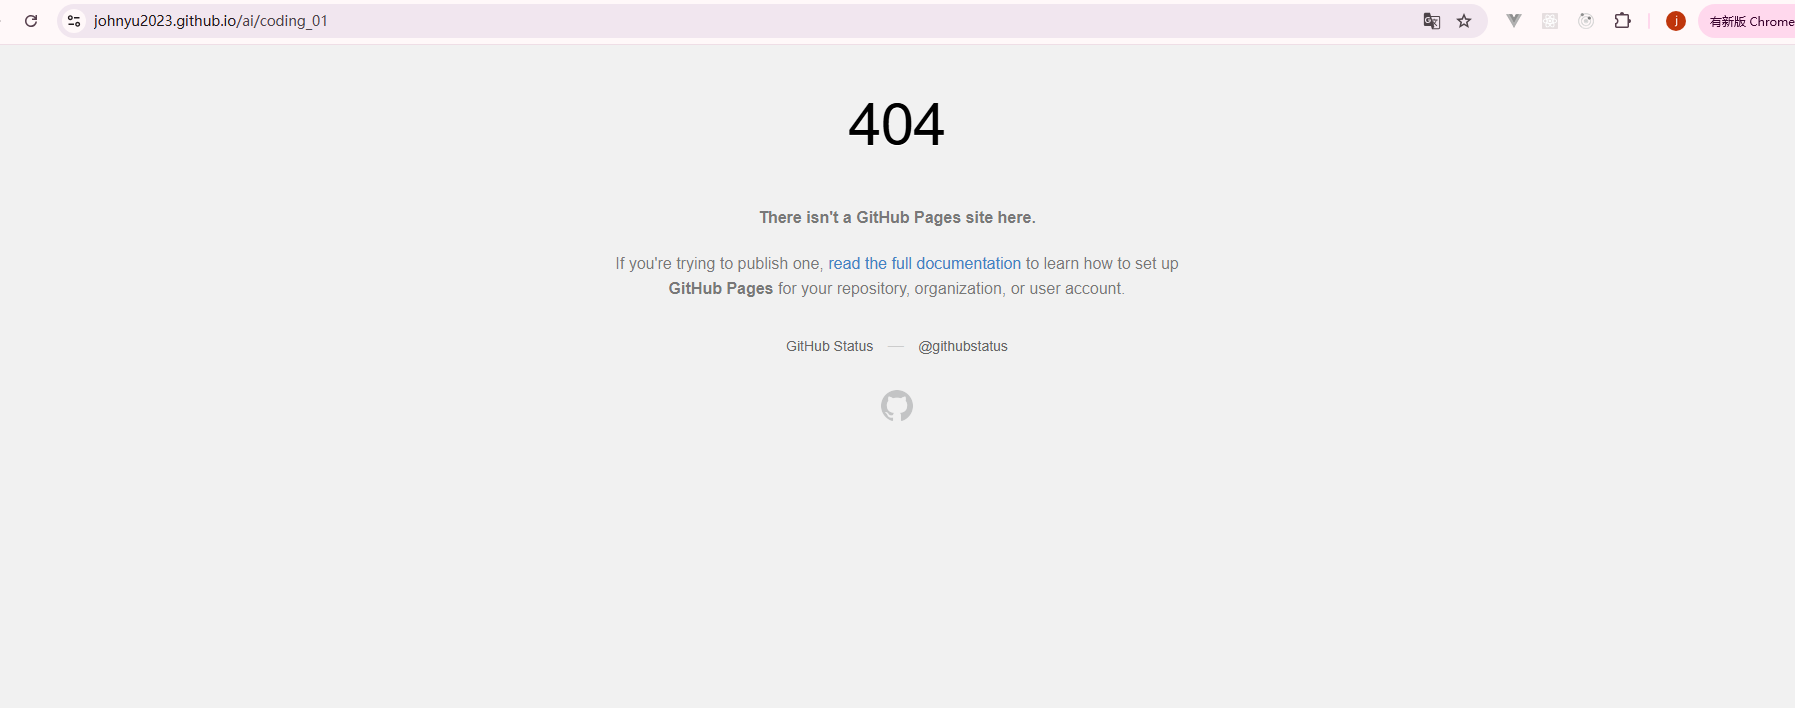 johnyu2023.github.io/ai/coding_01
j
有新版 Chrome
404
There isn't a GitHub Pages site here.
If you're trying to publish one, read the full documentation to learn how to set up
GitHub Pages for your repository, organization, or user account.
GitHub Status — @githubstatus